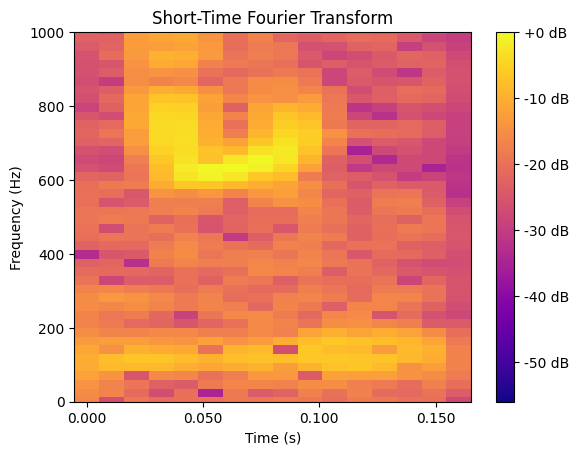 Short-Time Fourier Transform
1000
800
600
400
200
0
Frequency (Hz)
0.000
0.050
0.100
0.150
Time (s)
+0 dB
-10 dB
-20 dB
-30 dB
-40 dB
-50 dB